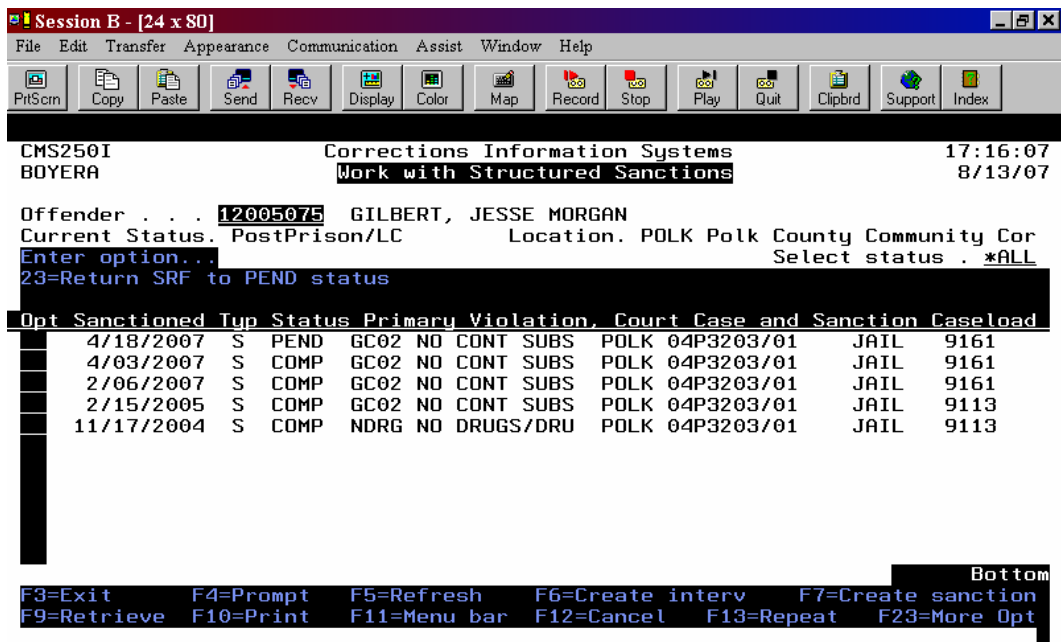 Session B - [24 x 80]
File Edit Transfer Appearance Communication Assist Window Help
PrtScrn Copy Paste Send Recv Display Color Map Record Stop Play Quit Clipbrd Support Index
CMS250I Corrections Information Systems 17:16:07
BOYERA Work with Structured Sanctions 8/13/07
Offender . . . 12005075 GILBERT, JESSE MORGAN
Current Status. PostPrison/LC Location. POLK Polk County Community Cor
Enter option... Select status . *ALL
23=Return SRF to PEND status
Opt Sanctioned Typ Status Primary Violation, Court Case and Sanction Caseload
4/18/2007 S PEND GC02 NO CONT SUBS POLK 04P3203/01 JAIL 9161
4/03/2007 S COMP GC02 NO CONT SUBS POLK 04P3203/01 JAIL 9161
2/06/2007 S COMP GC02 NO CONT SUBS POLK 04P3203/01 JAIL 9161
2/15/2005 S COMP GC02 NO CONT SUBS POLK 04P3203/01 JAIL 9113
11/17/2004 S COMP NDRG NO DRUGS/DRU POLK 04P3203/01 JAIL 9113
Bottom
F3=Exit F4=Prompt F5=Refresh F6=Create interv F7=Create sanction
F9=Retrieve F10=Print F11=Menu bar F12=Cancel F13=Repeat F23=More Opt